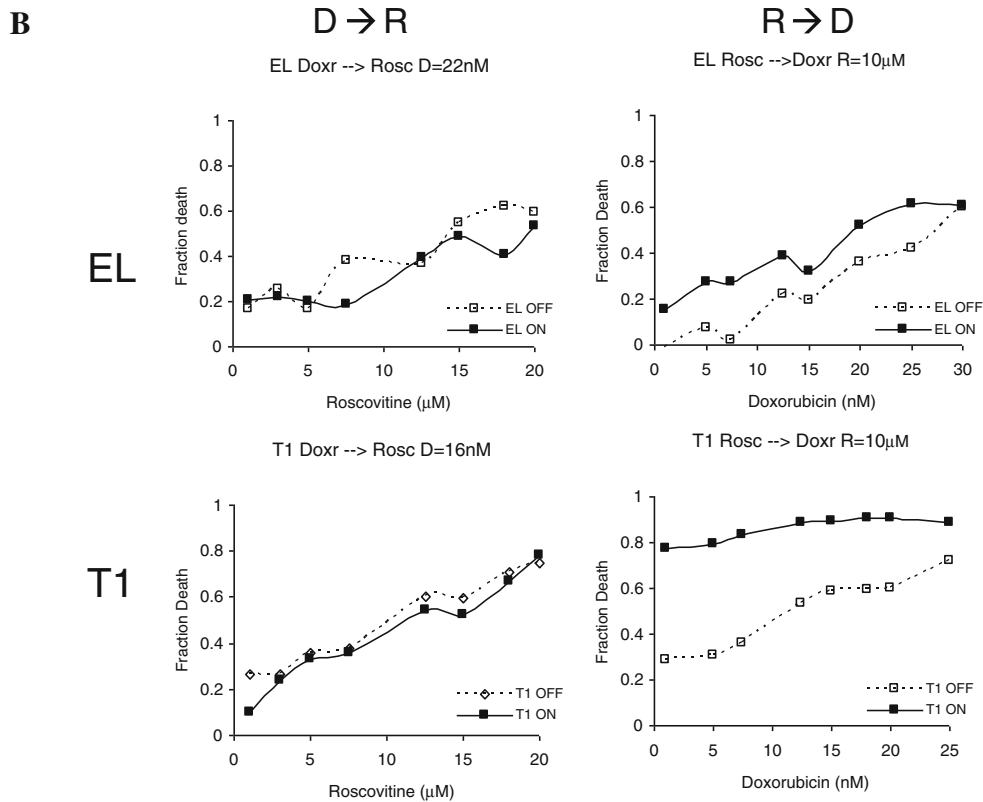 B
D → R
R → D
EL Doxr --> Rosc D=22nM
EL Rosc -->Doxr R=10μM
EL
Fraction death
1
0.8
0.6
0.4
0.2
0
0 5 10 15 20
Roscovitine (μM)
EL OFF
EL ON
Fraction Death
1
0.8
0.6
0.4
0.2
0
0 5 10 15 20 25 30
Doxorubicin (nM)
EL OFF
EL ON
T1 Doxr --> Rosc D=16nM
T1 Rosc --> Doxr R=10μM
T1
Fraction Death
1
0.8
0.6
0.4
0.2
0
0 5 10 15 20
Roscovitine (μM)
T1 OFF
T1 ON
Fraction Death
1
0.8
0.6
0.4
0.2
0
0 5 10 15 20 25
Doxorubicin (nM)
T1 OFF
T1 ON